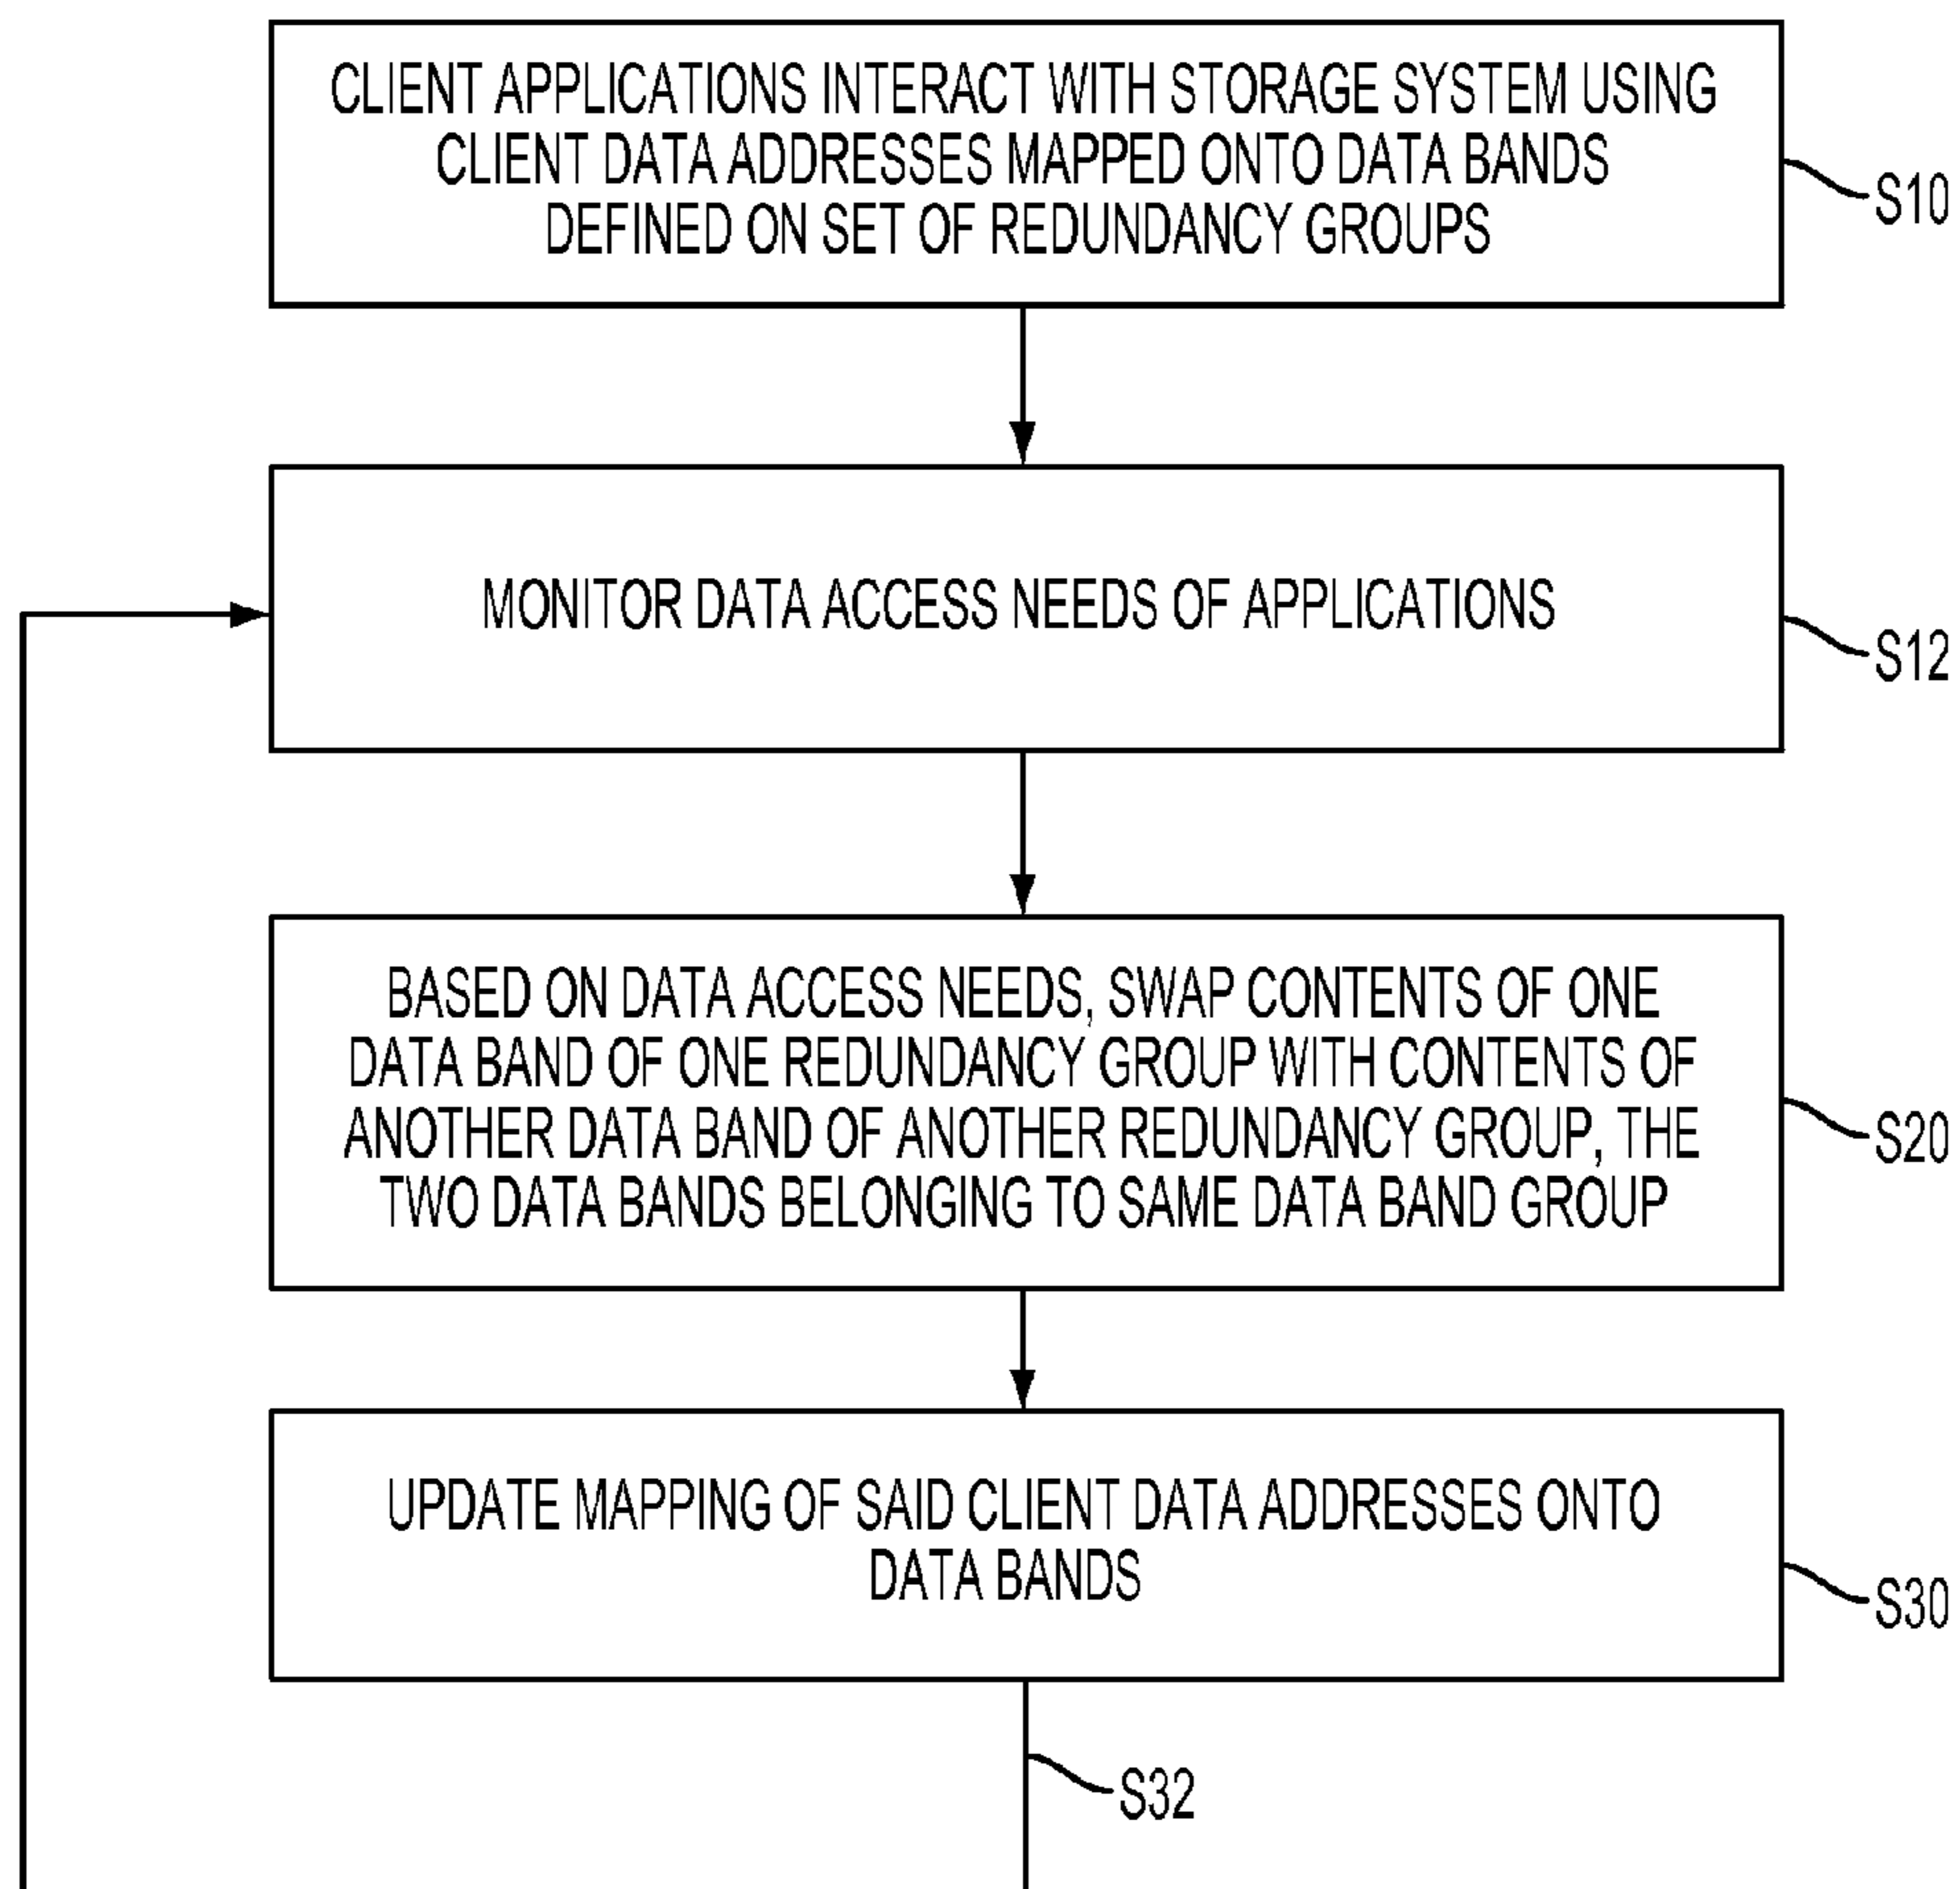 CLIENT APPLICATIONS INTERACT WITH STORAGE SYSTEM USING
CLIENT DATA ADDRESSES MAPPED ONTO DATA BANDS
DEFINED ON SET OF REDUNDANCY GROUPS
S10
MONITOR DATA ACCESS NEEDS OF APPLICATIONS
S12
BASED ON DATA ACCESS NEEDS, SWAP CONTENTS OF ONE
DATA BAND OF ONE REDUNDANCY GROUP WITH CONTENTS OF
ANOTHER DATA BAND OF ANOTHER REDUNDANCY GROUP, THE
TWO DATA BANDS BELONGING TO SAME DATA BAND GROUP
S20
UPDATE MAPPING OF SAID CLIENT DATA ADDRESSES ONTO
DATA BANDS
S30
S32